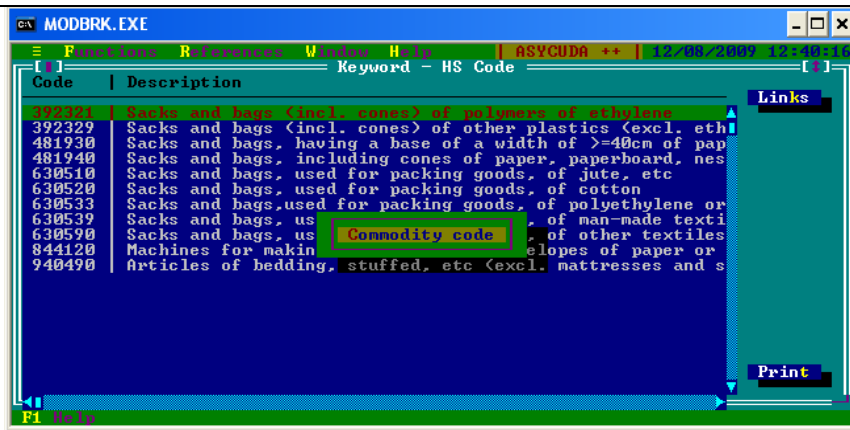 MODBRK.EXE
≡ Functions References Window Help | ASYCUDA ++ | 12/08/2009 12:40:16
Keyword - HS Code
Code | Description
Links
392321 | Sacks and bags (incl. cones) of polymers of ethylene
392329 | Sacks and bags (incl. cones) of other plastics (excl. eth
481930 | Sacks and bags, having a base of a width of >=40cm of pap
481940 | Sacks and bags, including cones of paper, paperboard, nes
630510 | Sacks and bags, used for packing goods, of jute, etc
630520 | Sacks and bags, used for packing goods, of cotton
630533 | Sacks and bags,used for packing goods, of polyethylene or
630539 | Sacks and bags, us , of man-made texti
630590 | Sacks and bags, us Commodity code , of other textiles
844120 | Machines for makin elopes of paper or
940490 | Articles of bedding, stuffed, etc (excl. mattresses and s
Print
F1 Help